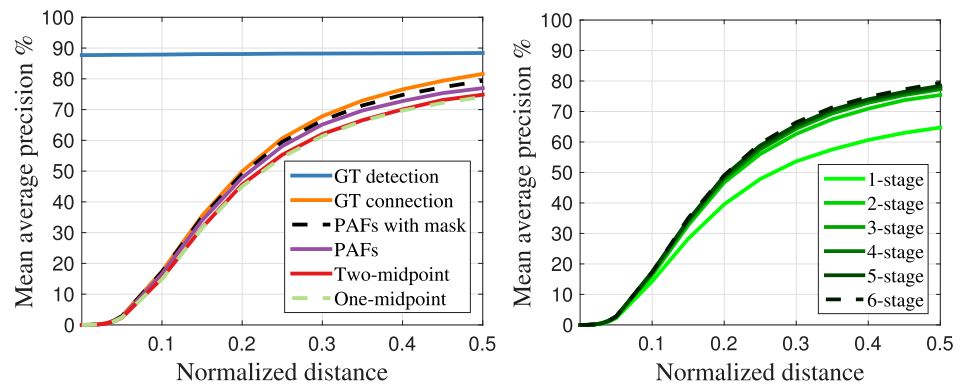 Mean average precision %
100
90
80
70
60
50
40
30
20
10
0
0.1 0.2 0.3 0.4 0.5
Normalized distance
GT detection
GT connection
PAFs with mask
PAFs
Two-midpoint
One-midpoint
Mean average precision %
100
90
80
70
60
50
40
30
20
10
0
0.1 0.2 0.3 0.4 0.5
Normalized distance
1-stage
2-stage
3-stage
4-stage
5-stage
6-stage